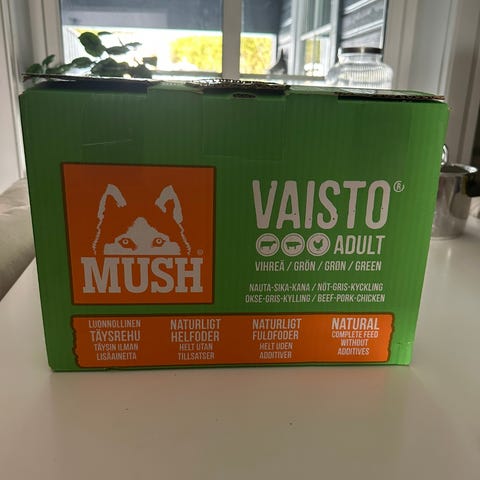 VAISTO®
ADULT
VIHREÄ / GRÖN / GRØN / GREEN
NAUTA-SIKA-KANA / NÖT-GRIS-KYCKLING
OKSE-GRIS-KYLLING / BEEF-PORK-CHICKEN
MUSH®
LUONNOLLINEN
TÄYSREHU
TÄYSIN ILMAN
LISÄAINEITA
NATURLIGT
HELFODER
HELT UTAN
TILLSATSER
NATURLIGT
FULDFODER
HELT UDEN
ADDITIVER
NATURAL
COMPLETE FEED
WITHOUT
ADDITIVES